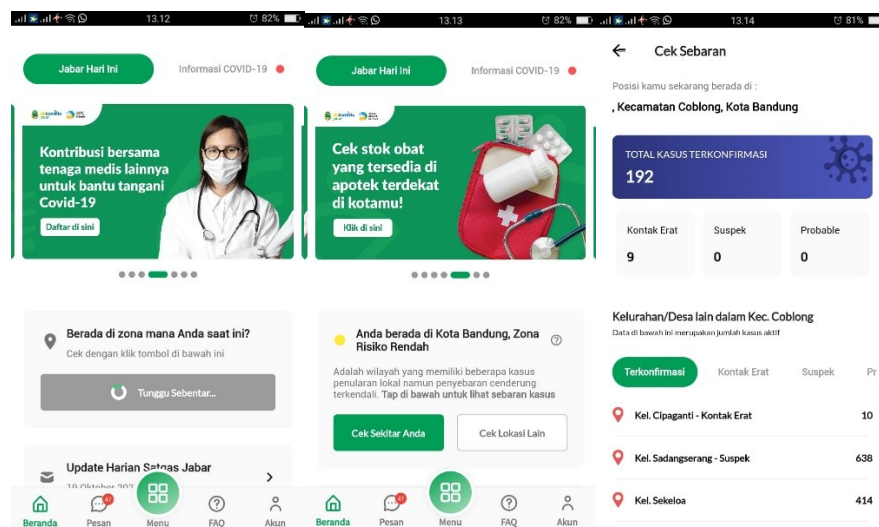 13.12
82%
Jabar Hari Ini
Informasi COVID-19
Kontribusi bersama
tenaga medis lainnya
untuk bantu tangani
Covid-19
Daftar di sini
Berada di zona mana Anda saat ini?
Cek dengan klik tombol di bawah ini
Tunggu Sebentar...
Update Harian Satgas Jabar
19 Oktober 202
Beranda
47
Pesan
Menu
FAQ
Akun
13.13
82%
Jabar Hari Ini
Informasi COVID-19
Cek stok obat
yang tersedia di
apotek terdekat
di kotamu!
Klik di sini
Anda berada di Kota Bandung, Zona
Risiko Rendah
Adalah wilayah yang memiliki beberapa kasus
penularan lokal namun penyebaran cenderung
terkendali. Tap di bawah untuk lihat sebaran kasus
Cek Sekitar Anda
Cek Lokasi Lain
Beranda
47
Pesan
Menu
FAQ
Akun
13.14
81%
Cek Sebaran
Posisi kamu sekarang berada di :
, Kecamatan Coblong, Kota Bandung
TOTAL KASUS TERKONFIRMASI
192
Kontak Erat
9
Suspek
0
Probable
0
Kelurahan/Desa lain dalam Kec. Coblong
Data di bawah ini merupakan jumlah kasus aktif
Terkonfirmasi
Kontak Erat
Suspek
Pr
Kel. Cipaganti - Kontak Erat
10
Kel. Sadangserang - Suspek
638
Kel. Sekeloa
414